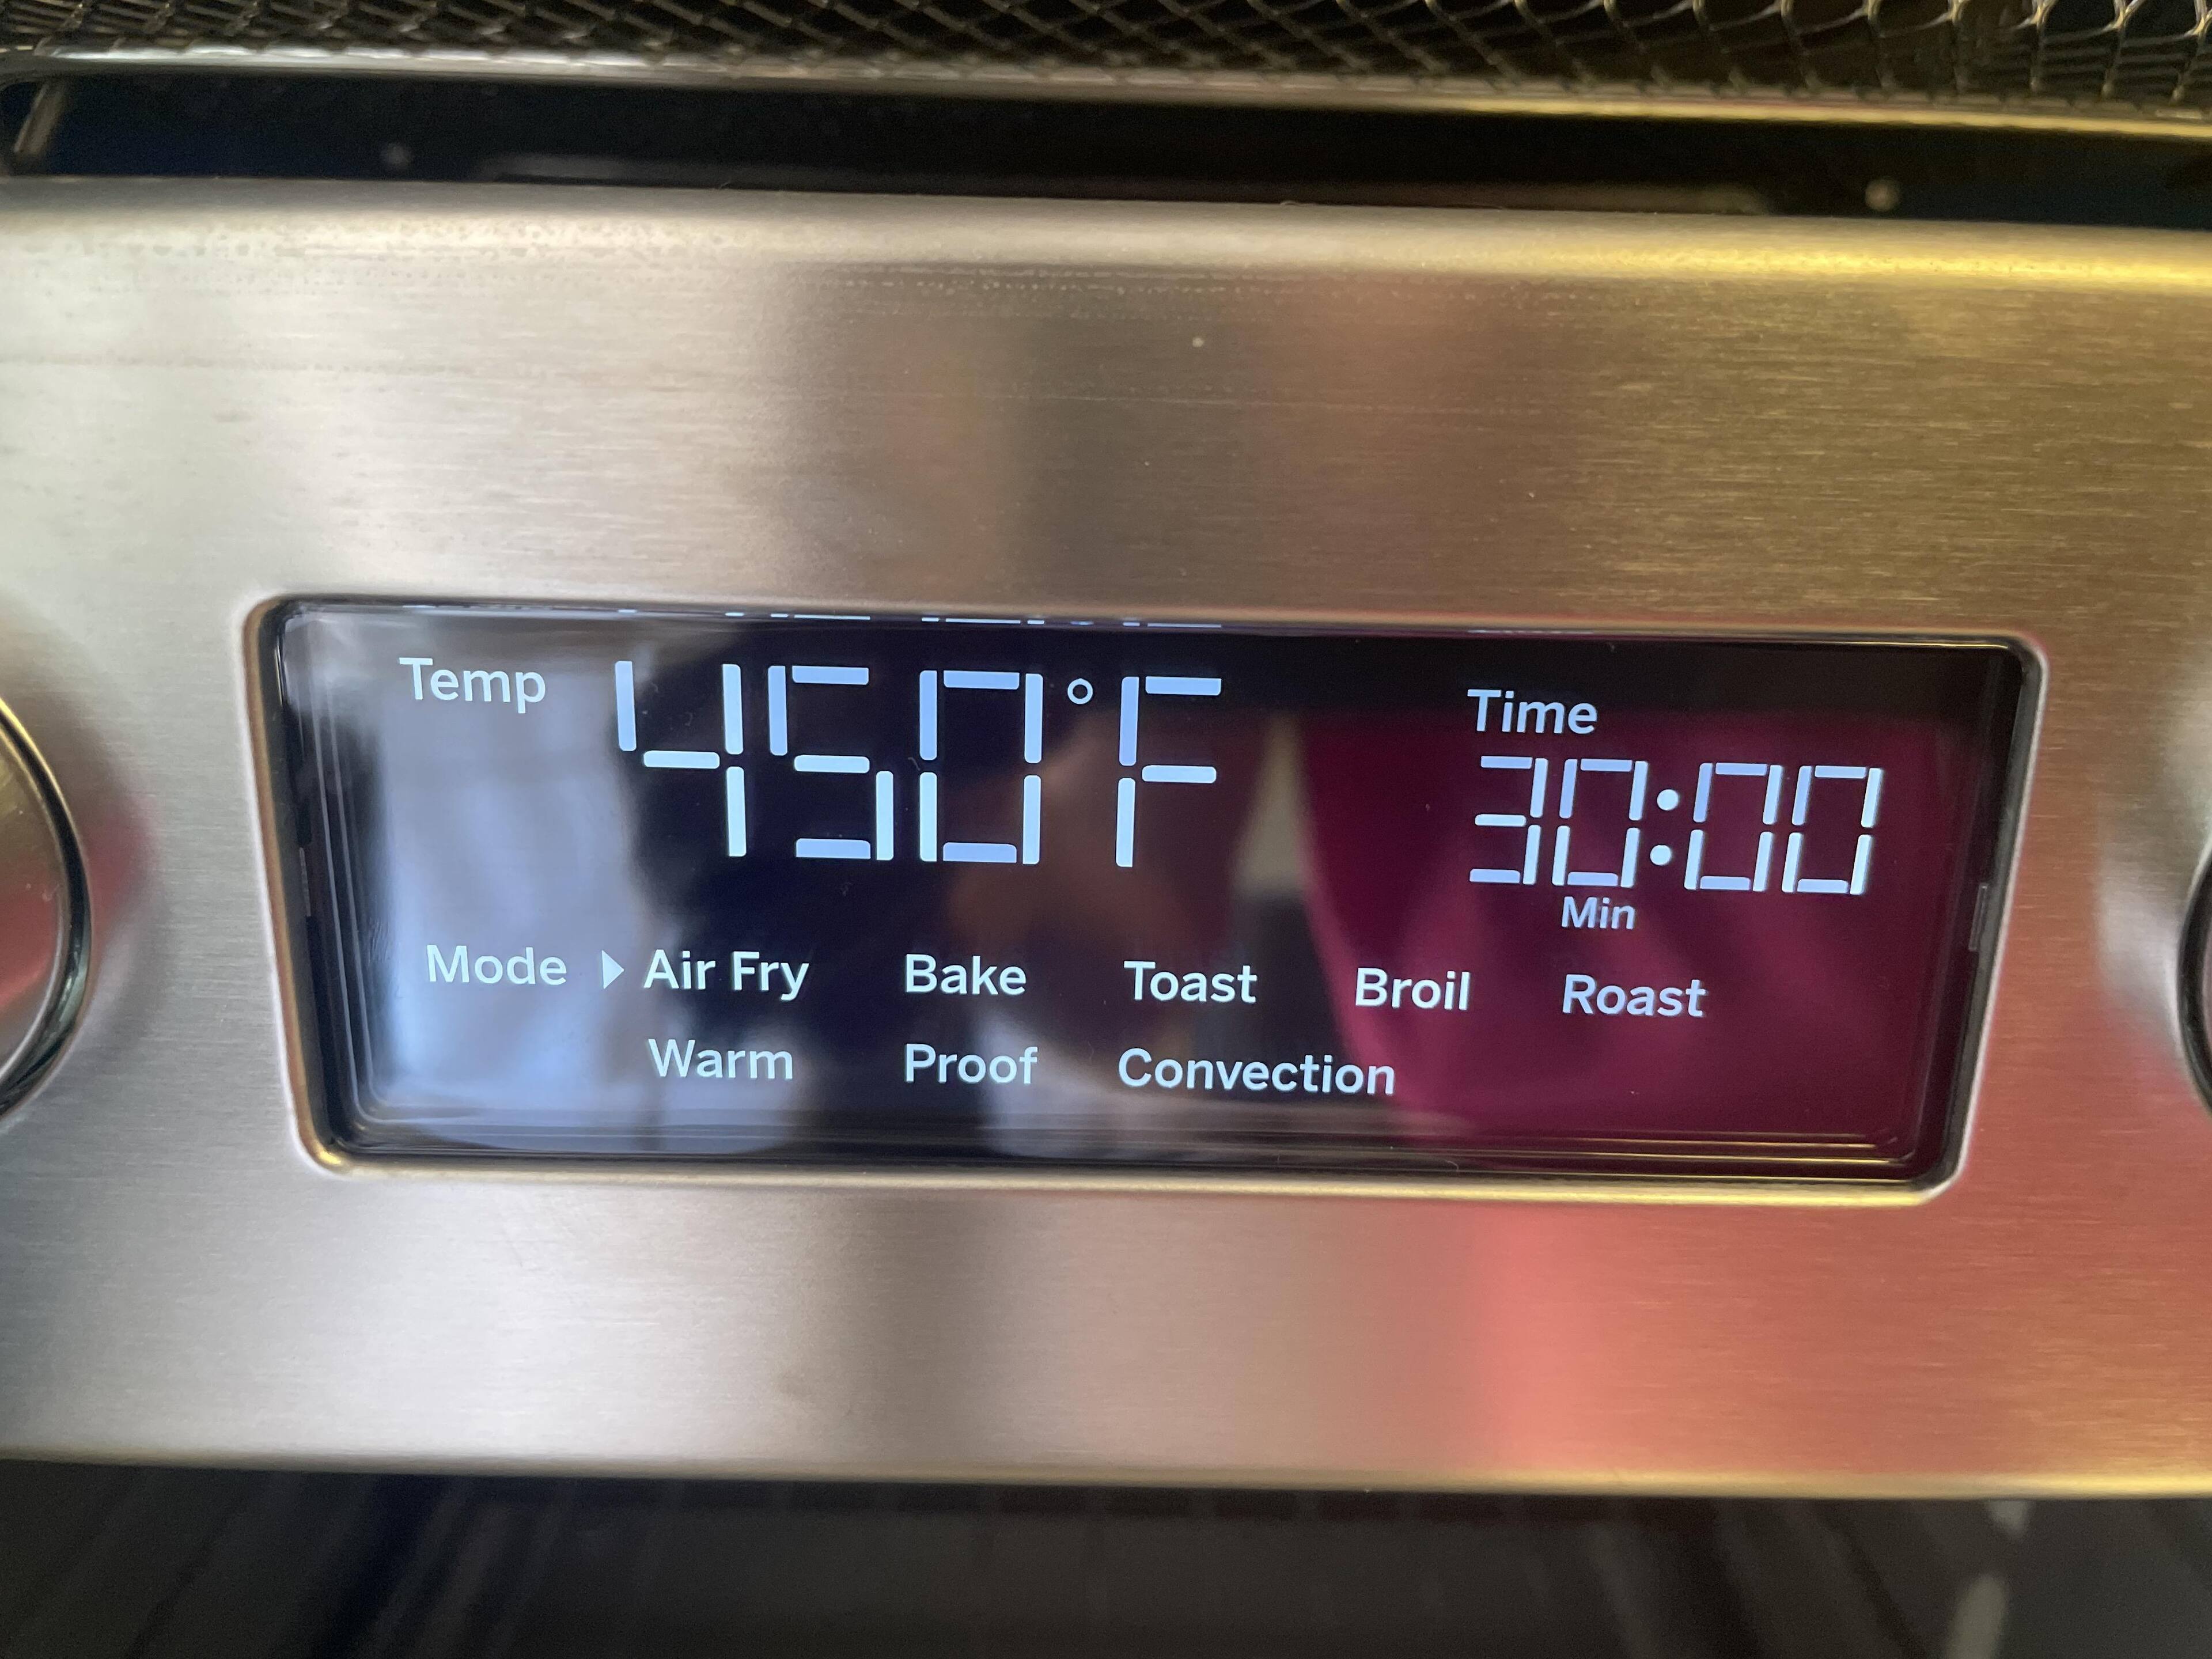 Temp 450°F
Time
30:00
Min
Mode Air Fry Bake Toast Broil Roast
Warm Proof Convection